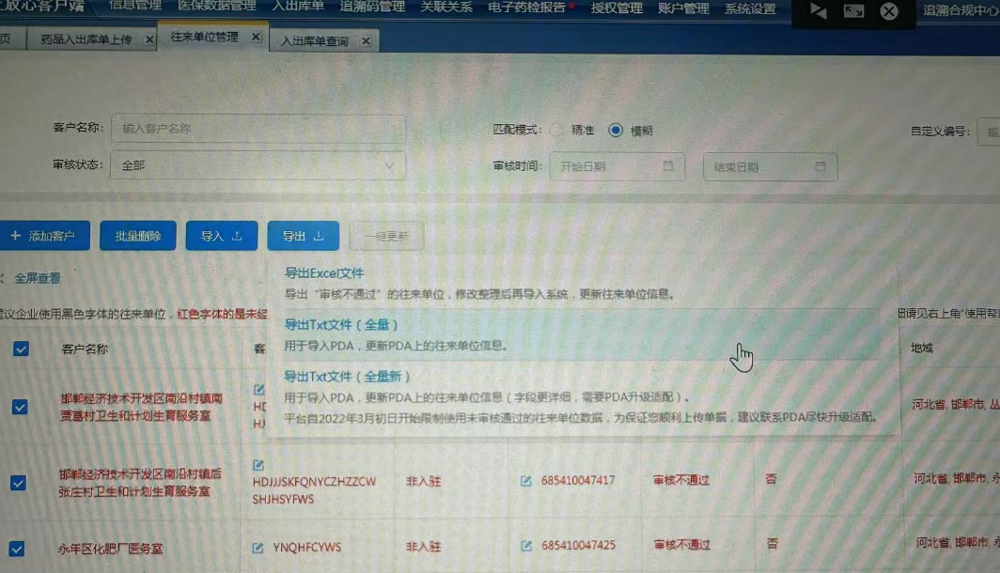 放心客户端 信息管理 医保数据管理 入出库单 追溯码管理 关联关系 电子药检报告 授权管理 账户管理 系统设置 追溯合规中心
页 药品入出库单上传 × 往来单位管理 × 入出库单查询 ×
客户名称: 输入客户名称 匹配模式: 精准 模糊 自定义编号:
审核状态: 全部 审核时间: 开始日期 结束日期
+ 添加客户 批量删除 导入 导出 一键更新
全屏查看
导出Excel文件
导出“审核不通过”的往来单位，修改整理后再导入系统，更新往来单位信息。
建议企业使用黑色字体的往来单位，红色字体的是未经
细请见右上角“使用帮
导出Txt文件（全量）
用于导入PDA，更新PDA上的往来单位信息。
客户名称 客 地域
导出Txt文件（全量新）
用于导入PDA，更新PDA上的往来单位信息（字段更详细，需要PDA升级适配）。
平台自2022年3月初日开始限制使用未审核通过的往来单位数据，为保证您顺利上传单据，建议联系PDA尽快升级适配。
邯郸经济技术开发区南沿村镇南
贾葛村卫生和计划生育服务室
HD
HJ
河北省, 邯郸市, 丛
邯郸经济技术开发区南沿村镇后
张庄村卫生和计划生育服务室
HDJJJSKFQNYCZHZZCW
SHJHSYFWS
非入驻 685410047417 审核不通过 否 河北省, 邯郸市, 永
永年区化肥厂医务室 YNQHFCYWS 非入驻 685410047425 审核不通过 否 河北省, 邯郸市, 永